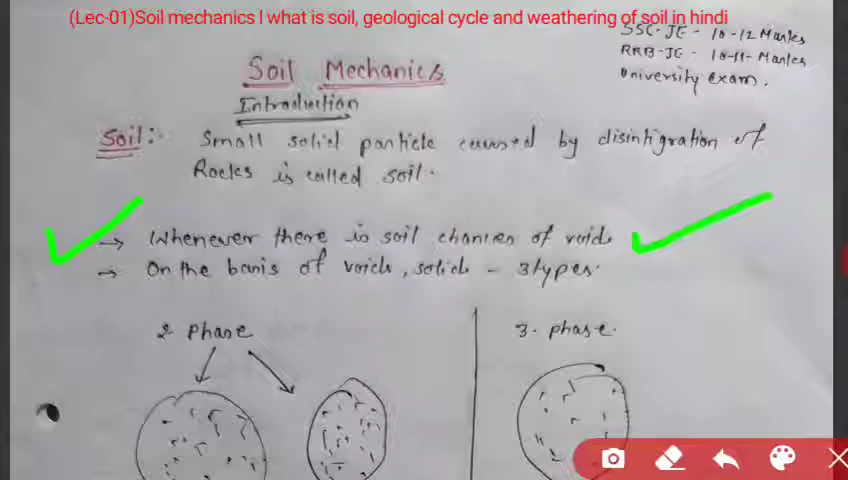 (Lec-01)Soil mechanics l what is soil, geological cycle and weathering of soil in hindi
SSC-JE - 10-12 Marks
RRB-JE - 10-11- Marks
University exam.
Soil Mechanics
Introduction
Soil:- Small solid particle caused by disintigration of
Rocks is called soil.
→ Whenever there is soil chances of voids
→ On the basis of voids, solids - 3types.
2 Phase
3. phase.